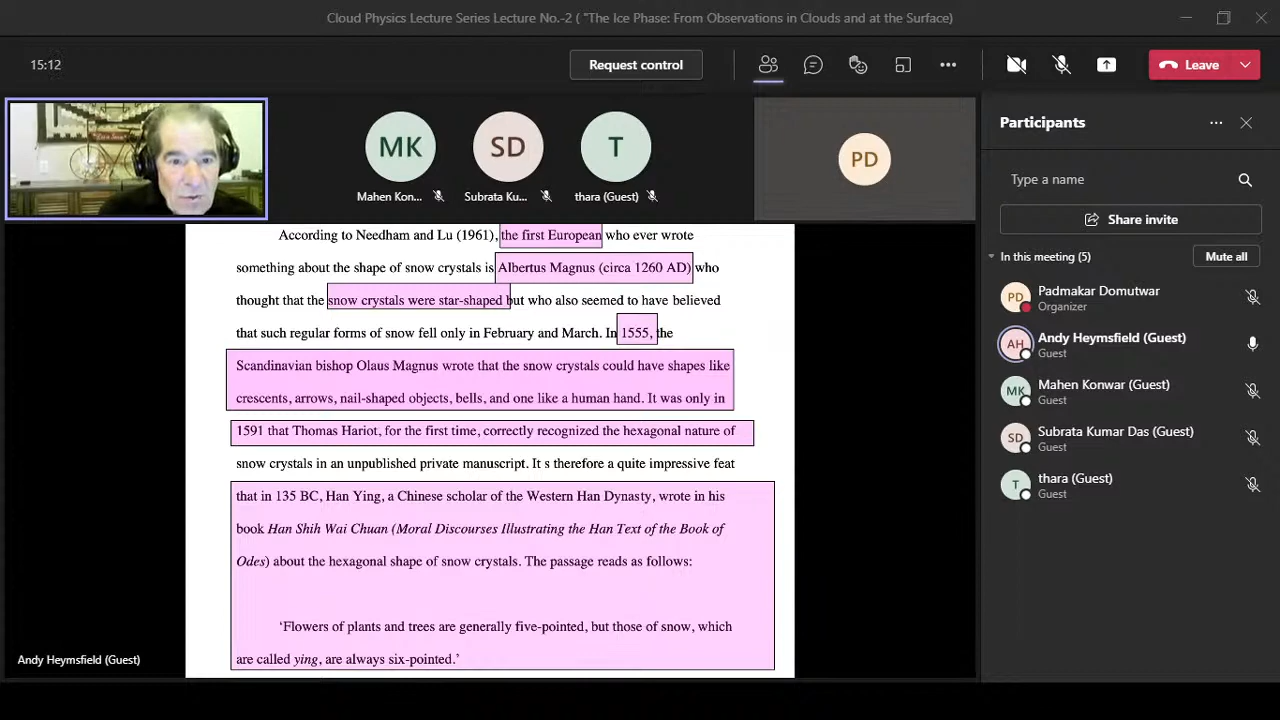 Cloud Physics Lecture Series Lecture No.-2 ( "The Ice Phase: From Observations in Clouds and at the Surface)
15:12
Request control
Leave
MK
SD
T
PD
Mahen Kon...
Subrata Ku...
thara (Guest)
According to Needham and Lu (1961), the first European who ever wrote
something about the shape of snow crystals is Albertus Magnus (circa 1260 AD) who
thought that the snow crystals were star-shaped but who also seemed to have believed
that such regular forms of snow fell only in February and March. In 1555, the
Scandinavian bishop Olaus Magnus wrote that the snow crystals could have shapes like
crescents, arrows, nail-shaped objects, bells, and one like a human hand. It was only in
1591 that Thomas Hariot, for the first time, correctly recognized the hexagonal nature of
snow crystals in an unpublished private manuscript. It s therefore a quite impressive feat
that in 135 BC, Han Ying, a Chinese scholar of the Western Han Dynasty, wrote in his
book Han Shih Wai Chuan (Moral Discourses Illustrating the Han Text of the Book of
Odes) about the hexagonal shape of snow crystals. The passage reads as follows:
‘Flowers of plants and trees are generally five-pointed, but those of snow, which
are called ying, are always six-pointed.’
Andy Heymsfield (Guest)
Participants
Type a name
Share invite
In this meeting (5)
Mute all
PD
Padmakar Domutwar
Organizer
AH
Andy Heymsfield (Guest)
Guest
MK
Mahen Konwar (Guest)
Guest
SD
Subrata Kumar Das (Guest)
Guest
T
thara (Guest)
Guest